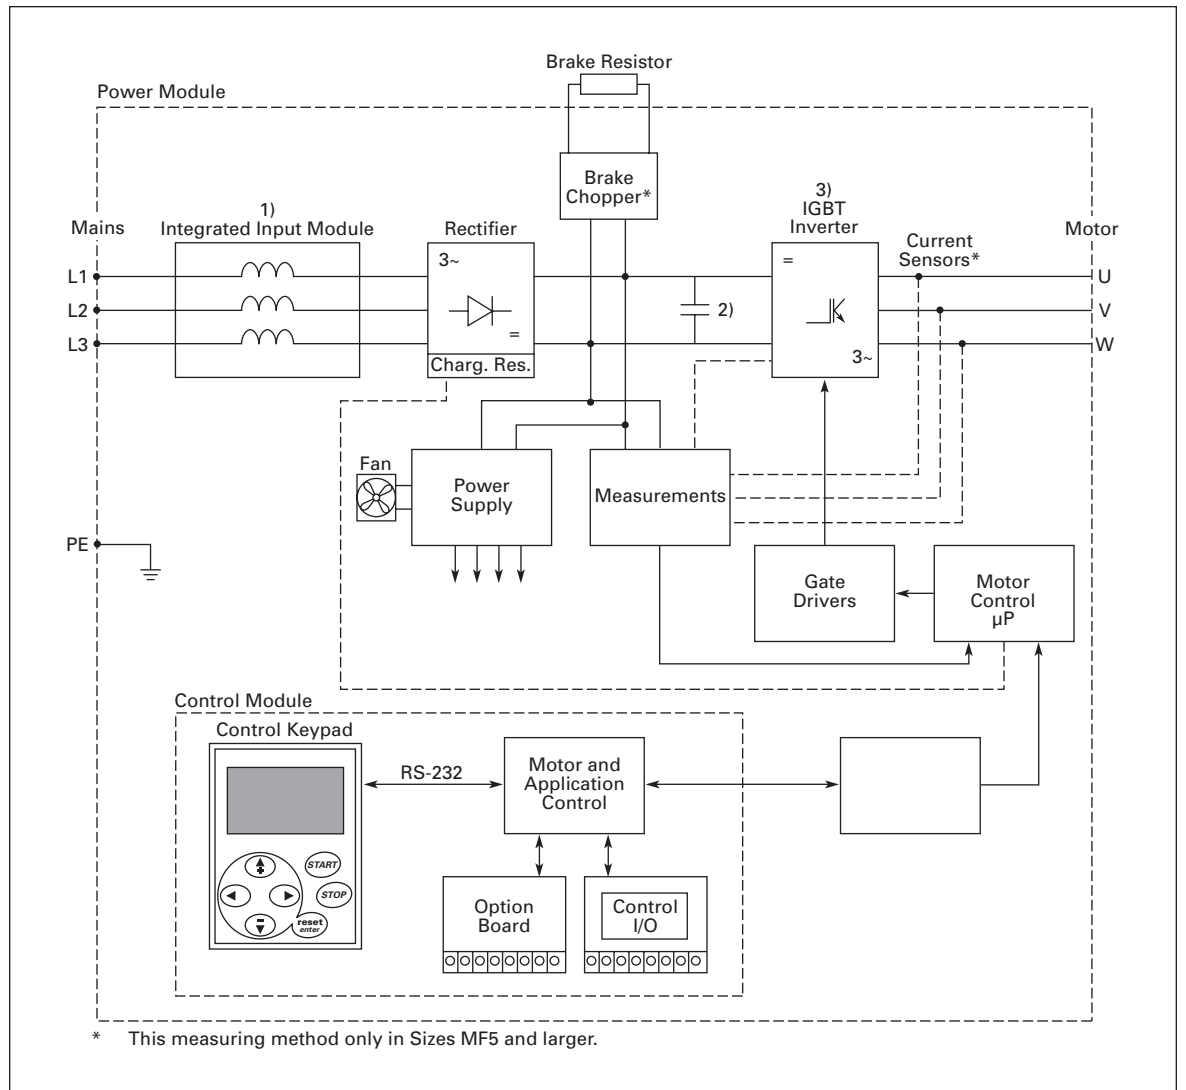 Brake Resistor
Power Module
Brake
Chopper*
1)
Integrated Input Module
Mains
Rectifier
3)
IGBT
Inverter
Current
Sensors*
Motor
L1
L2
L3
3~
=
Charg. Res.
2)
=
3~
U
V
W
Fan
Power
Supply
Measurements
PE
Gate
Drivers
Motor
Control
µP
Control Module
Control Keypad
RS-232
Motor and
Application
Control
START
STOP
reset
enter
Option
Board
Control
I/O
* This measuring method only in Sizes MF5 and larger.